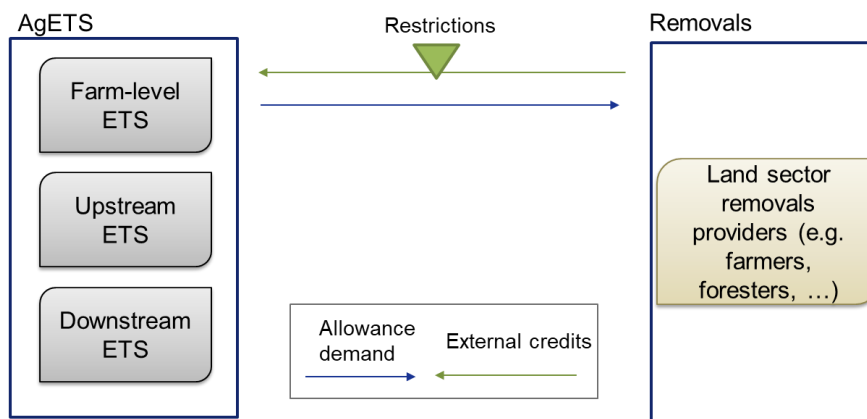 AgETS
Restrictions
Removals
Farm-level
ETS
Upstream
ETS
Downstream
ETS
Land sector
removals
providers (e.g.
farmers,
foresters, …)
Allowance
demand
External credits